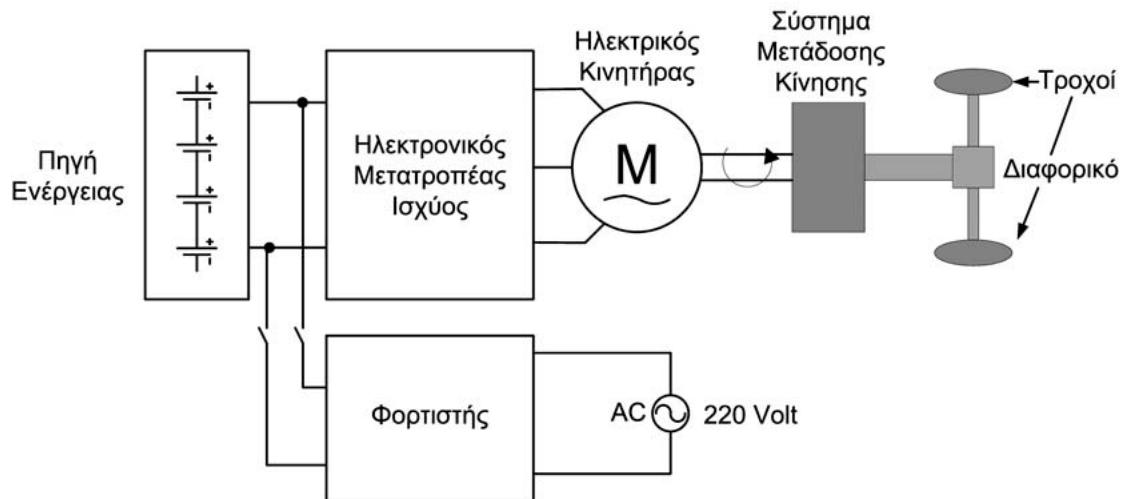 Πηγή
Ενέργειας
Ηλεκτρονικός
Μετατροπέας
Ισχύος
Ηλεκτρικός
Κινητήρας
M
Σύστημα
Μετάδοσης
Κίνησης
Τροχοί
Διαφορικό
Φορτιστής
AC
220 Volt